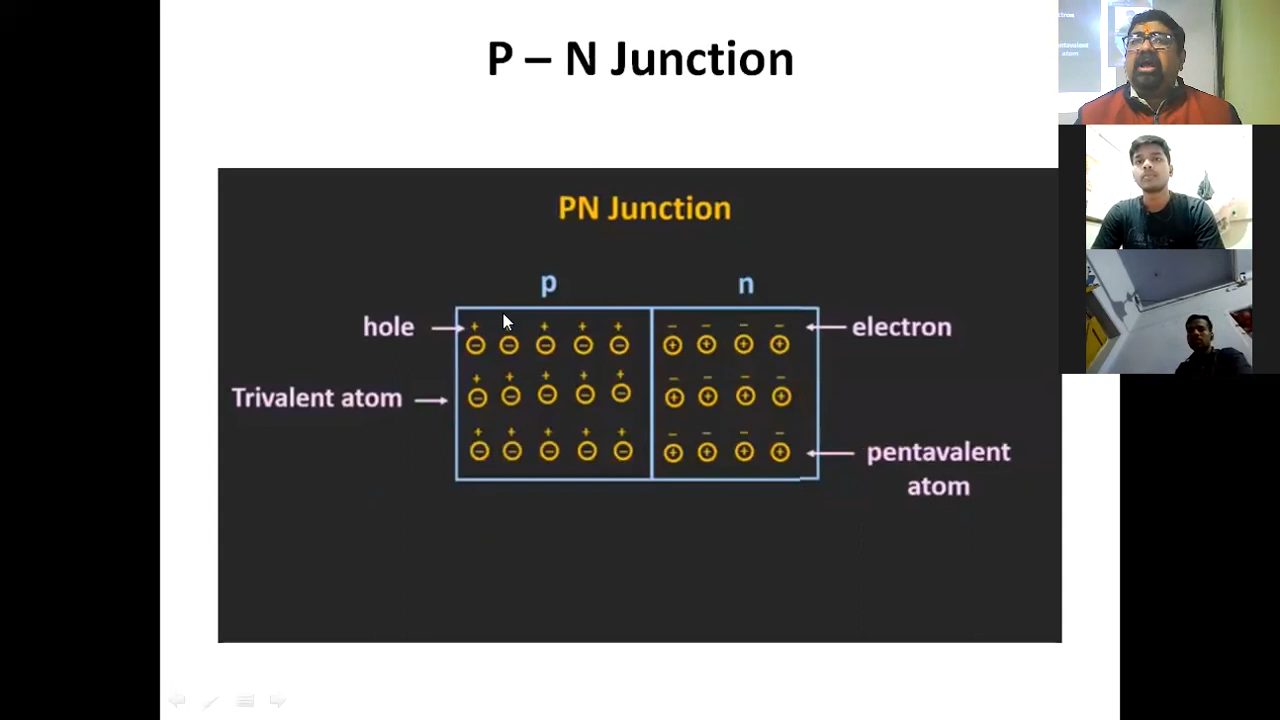 P – N Junction
PN Junction
p
n
hole
electron
Trivalent atom
pentavalent
atom